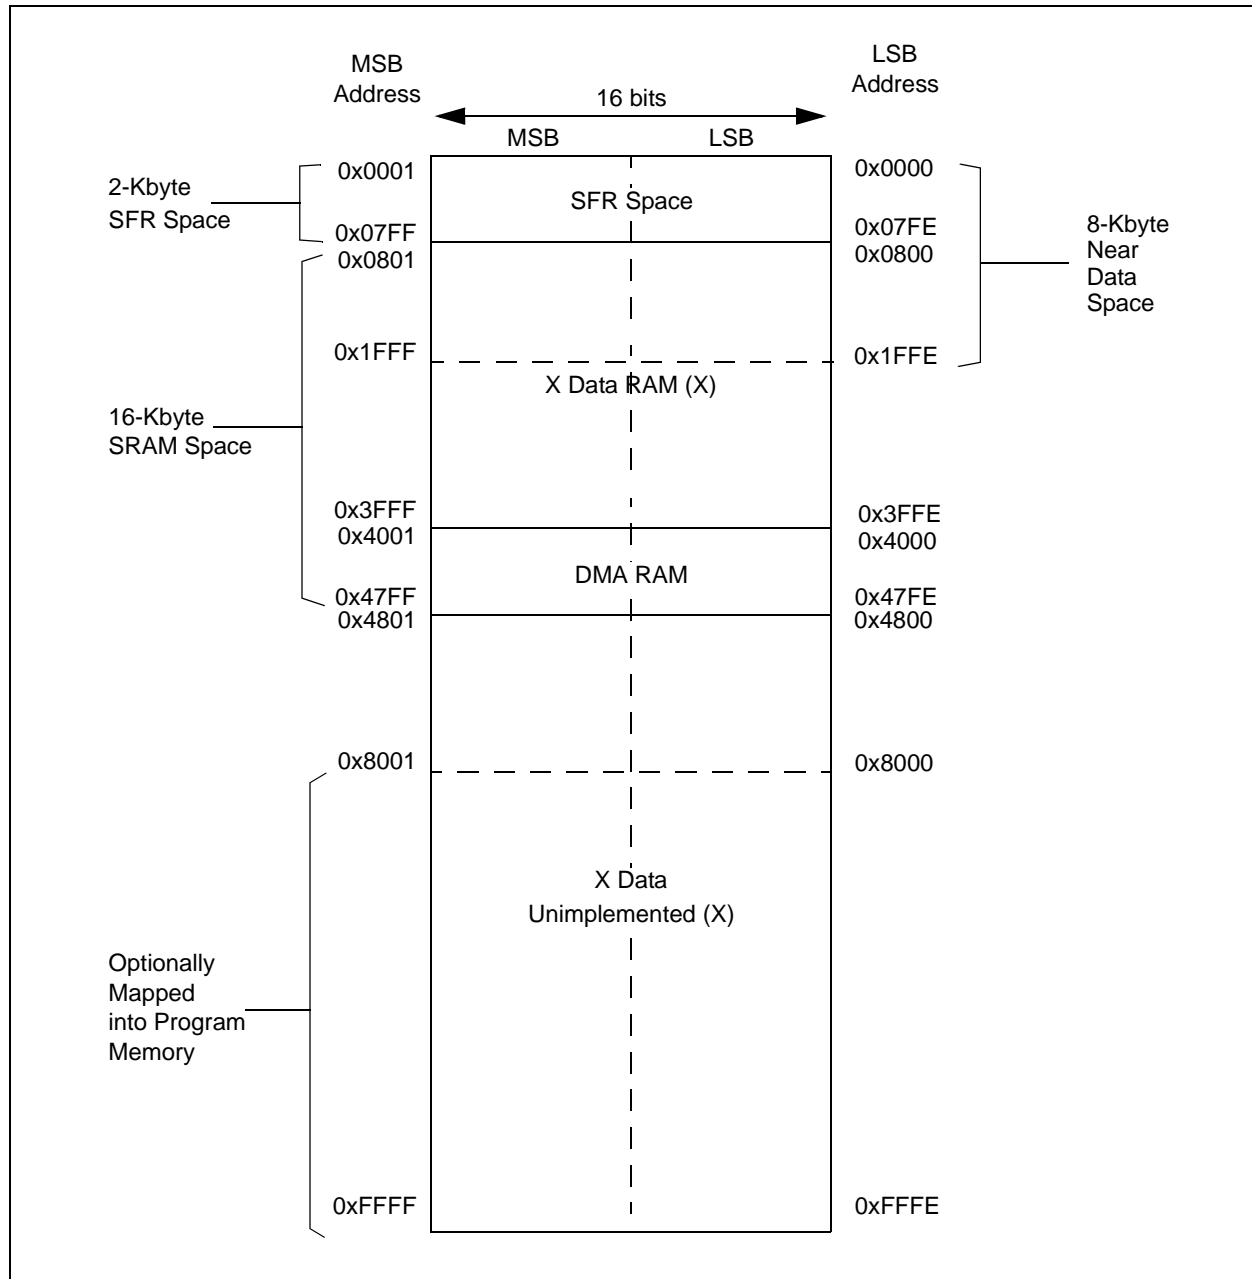 MSB
Address
LSB
Address
16 bits
MSB
LSB
0x0001
0x0000
2-Kbyte
SFR Space
SFR Space
0x07FF
0x07FE
0x0801
0x0800
8-Kbyte
Near
Data
Space
0x1FFF
0x1FFE
X Data RAM (X)
16-Kbyte
SRAM Space
0x3FFF
0x3FFE
0x4001
0x4000
DMA RAM
0x47FF
0x47FE
0x4801
0x4800
0x8001
0x8000
X Data
Unimplemented (X)
Optionally
Mapped
into Program
Memory
0xFFFF
0xFFFE